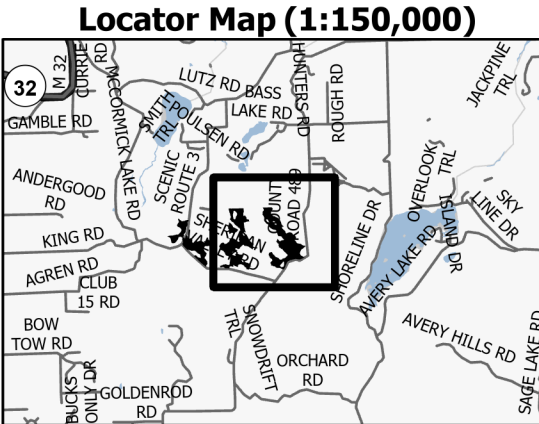 Locator Map (1:150,000)
M 32
32
CURRIE
RD
MCCORMICK LAKE RD
LUTZ RD
BASS
LAKE RD
HUNTERS RD
ROUGH RD
JACKPINE
TRL
GAMBLE RD
SMITH
TRL
POULSEN RD
SCENIC
ROUTE 3
OVERLOOK
TRL
ANDERGOOD
RD
COUNT
ROAD 489
SKY
LINE DR
ISLAND DR
KING RD
SHORELINE DR
AVERY LAKE RD
AGREN RD
CLUB
15 RD
BOW
TOW RD
SNOWDRIFT
TRL
AVERY HILLS RD
ORCHARD
RD
BUCKS
ONLY DR
GOLDENROD
RD
SAGE LAKE RD